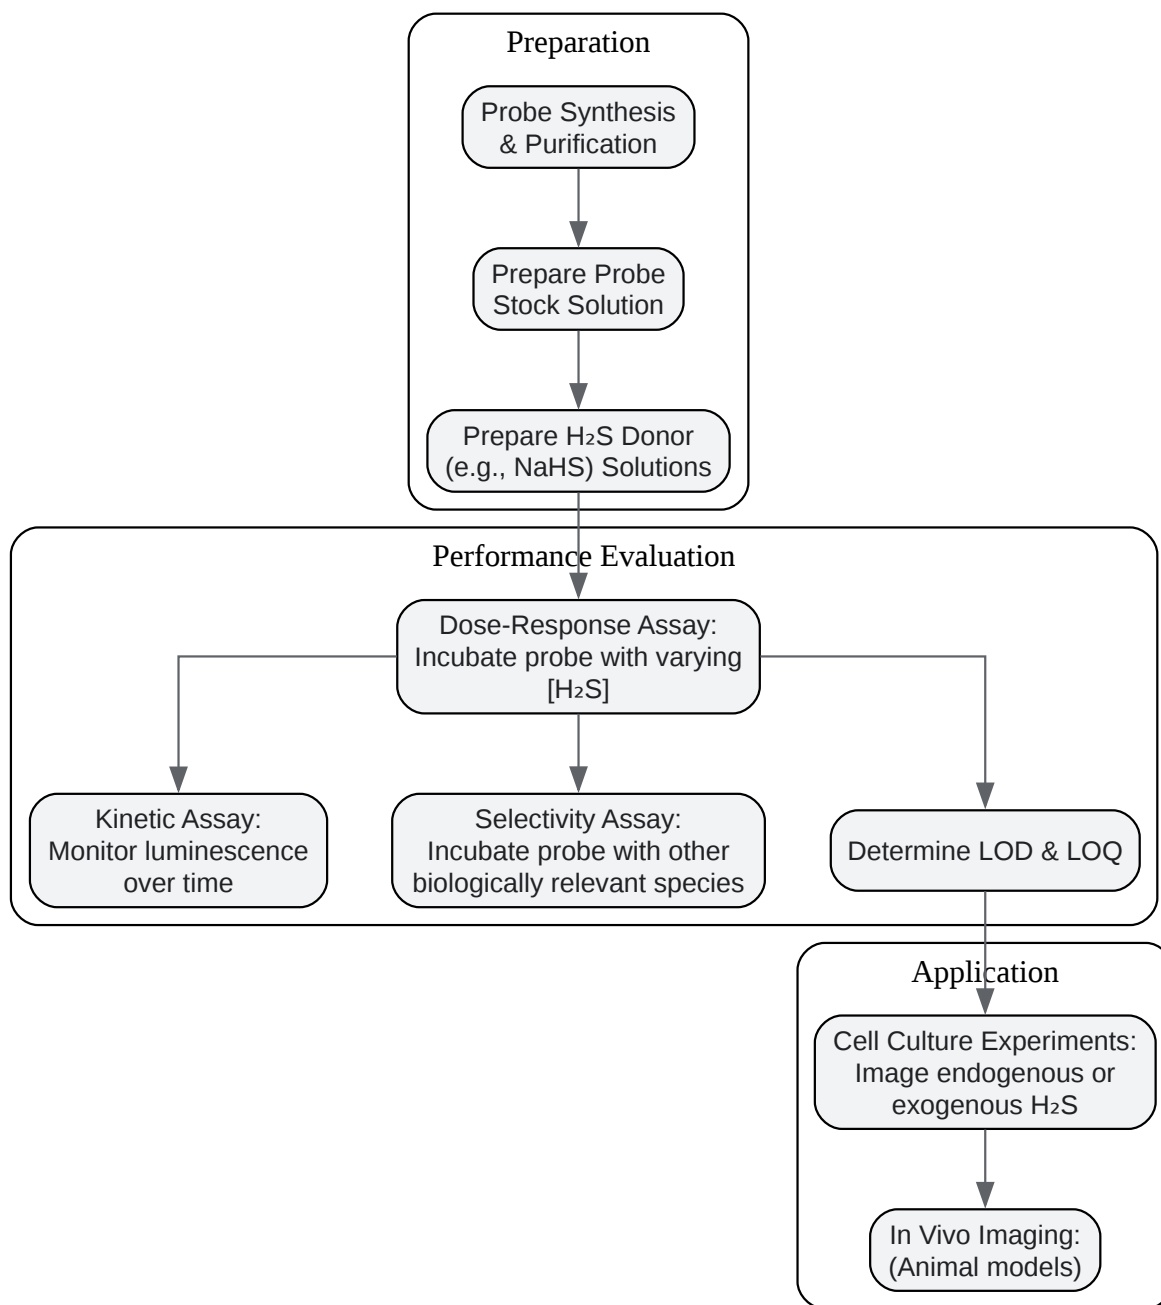 Preparation
Probe Synthesis
& Purification
Prepare Probe
Stock Solution
Prepare H₂S Donor
(e.g., NaHS) Solutions
Performance Evaluation
Dose-Response Assay:
Incubate probe with varying
[H₂S]
Kinetic Assay:
Monitor luminescence
over time
Selectivity Assay:
Incubate probe with other
biologically relevant species
Determine LOD & LOQ
Application
Cell Culture Experiments:
Image endogenous or
exogenous H₂S
In Vivo Imaging:
(Animal models)